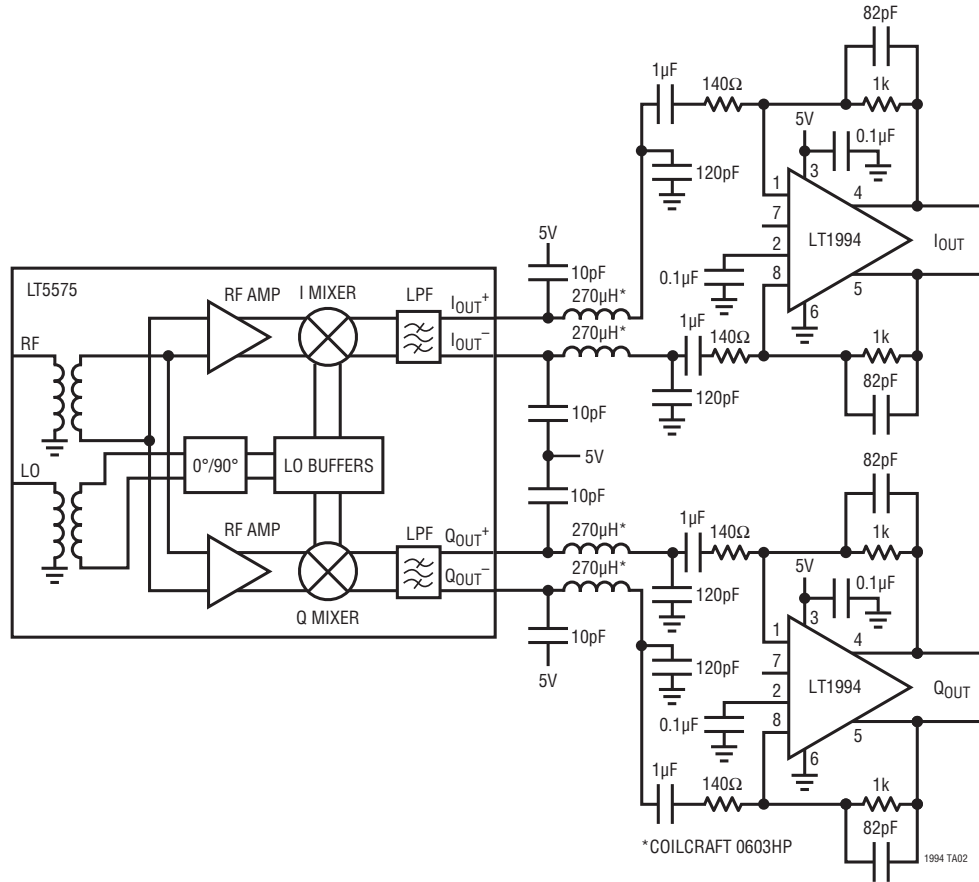 82pF
1µF
140Ω
1k
5V
0.1µF
120pF
3
1
4
7
LT1994
IOUT
2
5V
8
0.1µF
5
10pF
6
LT5575
RF AMP
I MIXER
LPF
IOUT+
270µH*
270µH*
1µF
140Ω
1k
RF
IOUT−
120pF
82pF
10pF
LO
0°/90°
LO BUFFERS
5V
82pF
10pF
RF AMP
LPF
QOUT+
270µH*
1µF
140Ω
1k
270µH*
5V
0.1µF
QOUT−
120pF
3
Q MIXER
10pF
1
4
120pF
7
LT1994
QOUT
5V
2
0.1µF
8
5
6
1µF
140Ω
1k
*COILCRAFT 0603HP
82pF
1994 TA02